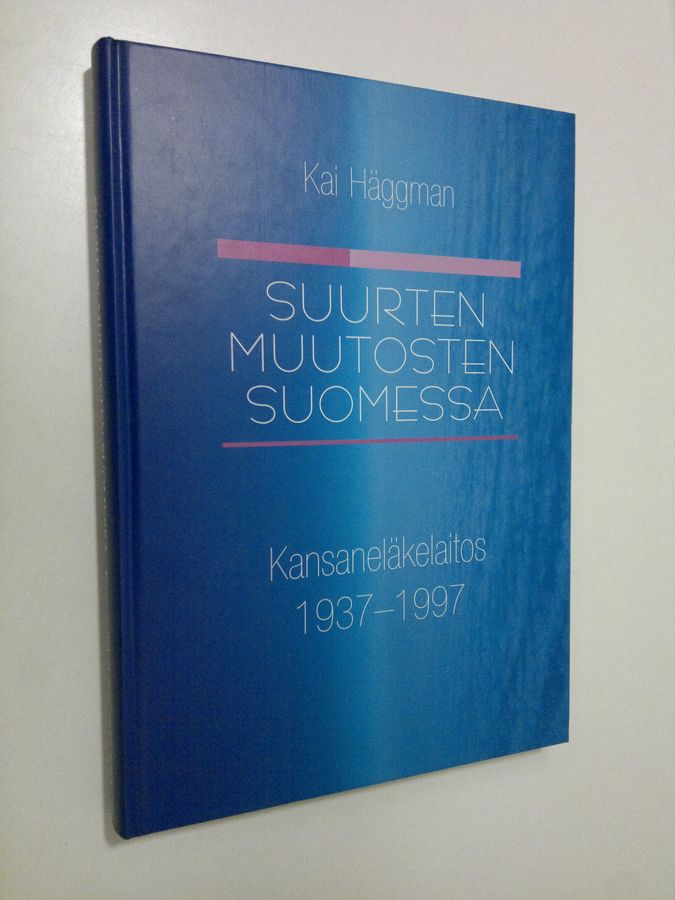 Kai Häggman
SUURTEN
MUUTOSTEN
SUOMESSA
Kansaneläkelaitos
1937–1997